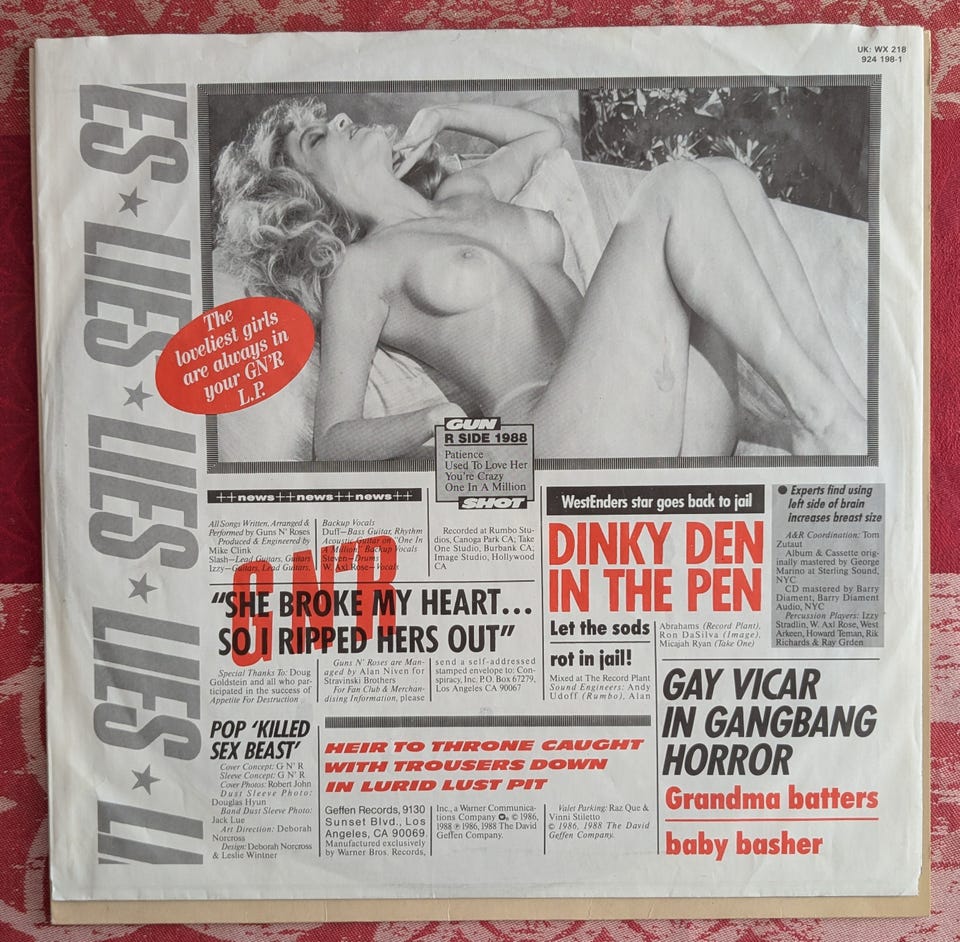 UK: WX 218
924 198-1
LIES ★ LIES ★ LIES ★ LIES ★
The
loveliest girls
are always in
your GN'R
L.P.
GUN
R SIDE 1988
Patience
Used To Love Her
You're Crazy
One In A Million
SHOT
++news++news++news++
All Songs Written, Arranged &
Performed by Guns N' Roses
Produced & Engineered by
Mike Clink
Slash—Lead Guitars, Guitars
Izzy—Guitars, Lead Guitars,
Backup Vocals
Duff—Bass Guitar, Rhythm
Acoustic Guitar on "One In
A Million" Backup Vocals
Steven—Drums
W. Axl Rose—Vocals
Recorded at Rumbo Stu-
dios, Canoga Park CA; Take
One Studio, Burbank CA;
Image Studio, Hollywood
CA
GNR
"SHE BROKE MY HEART...
SO I RIPPED HERS OUT"
Special Thanks To: Doug
Goldstein and all who par-
ticipated in the success of
Appetite For Destruction
Guns N' Roses are Man-
aged by Alan Niven for
Stravinski Brothers
For Fan Club & Merchan-
dising Information, please
send a self-addressed
stamped envelope to: Con-
spiracy, Inc. P.O. Box 67279,
Los Angeles, CA 90067
WestEnders star goes back to jail
DINKY DEN
IN THE PEN
Let the sods
rot in jail!
Mixed at The Record Plant
Sound Engineers: Andy
Udoff (Rumbo), Alan
Abrahams (Record Plant),
Ron DaSilva (Image),
Micajah Ryan (Take One)
● Experts find using
left side of brain
increases breast size
A&R Coordination: Tom
Zutaut
Album & Cassette orig-
inally mastered by George
Marino at Sterling Sound,
NYC
CD mastered by Barry
Diament, Barry Diament
Audio, NYC
Percussion Players: Izzy
Stradlin, W. Axl Rose, West
Arkeen, Howard Teman, Rik
Richards & Ray Grden
POP 'KILLED
SEX BEAST'
Cover Concept: G N' R
Sleeve Concept: G N' R
Cover Photos: Robert John
Dust Sleeve Photo:
Douglas Hyun
Band Dust Sleeve Photo:
Jack Lue
Art Direction: Deborah
Norcross
Design: Deborah Norcross
& Leslie Wintner
HEIR TO THRONE CAUGHT
WITH TROUSERS DOWN
IN LURID LUST PIT
Geffen Records, 9130
Sunset Blvd., Los
Angeles, CA 90069.
Manufactured exclusively
by Warner Bros. Records,
Inc., a Warner Communica-
tions Company © 1986,
1988 ℗ 1986, 1988 The David
Geffen Company.
Valet Parking: Raz Que &
Vinni Stiletto
© 1986, 1988 The David
Geffen Company.
GAY VICAR
IN GANGBANG
HORROR
Grandma batters
baby basher